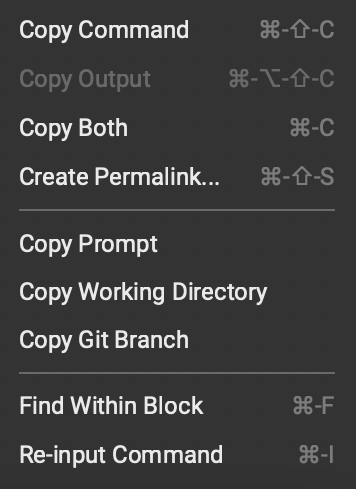 Copy Command ⌘-⇧-C
Copy Output ⌘-⌥-⇧-C
Copy Both ⌘-C
Create Permalink... ⌘-⇧-S
Copy Prompt
Copy Working Directory
Copy Git Branch
Find Within Block ⌘-F
Re-input Command ⌘-I